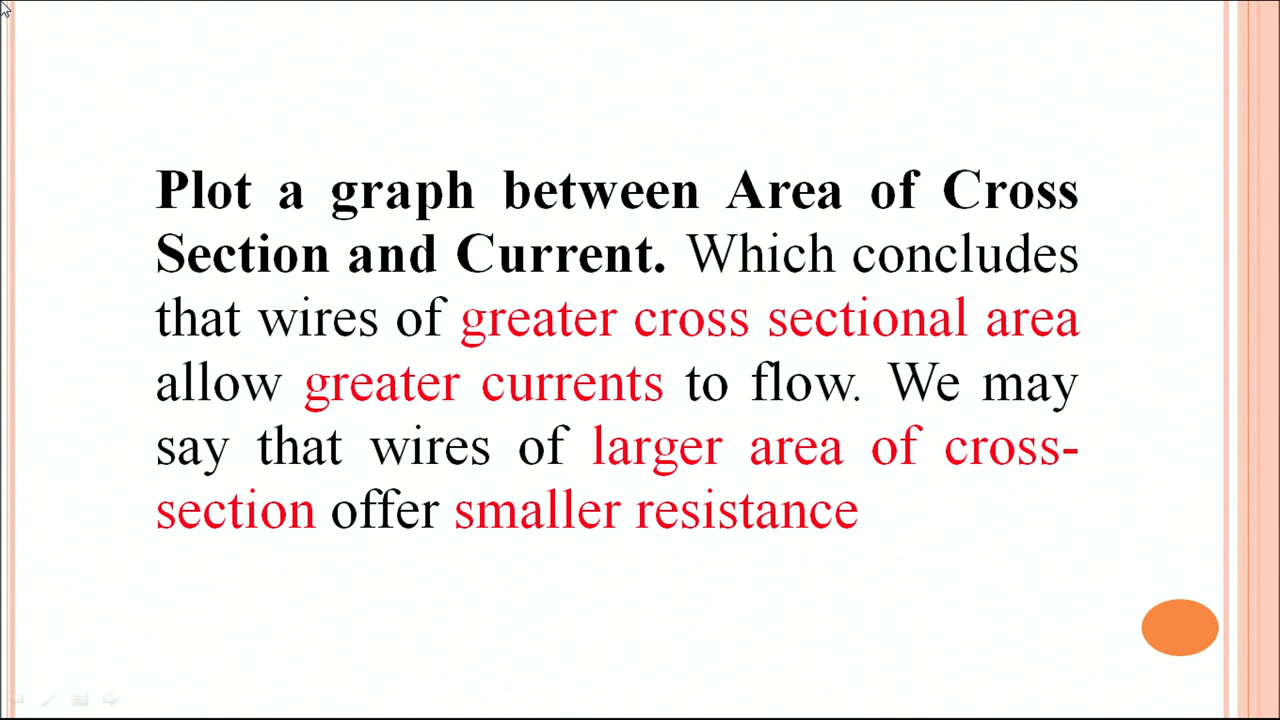 Plot a graph between Area of Cross
Section and Current. Which concludes
that wires of greater cross sectional area
allow greater currents to flow. We may
say that wires of larger area of cross-
section offer smaller resistance